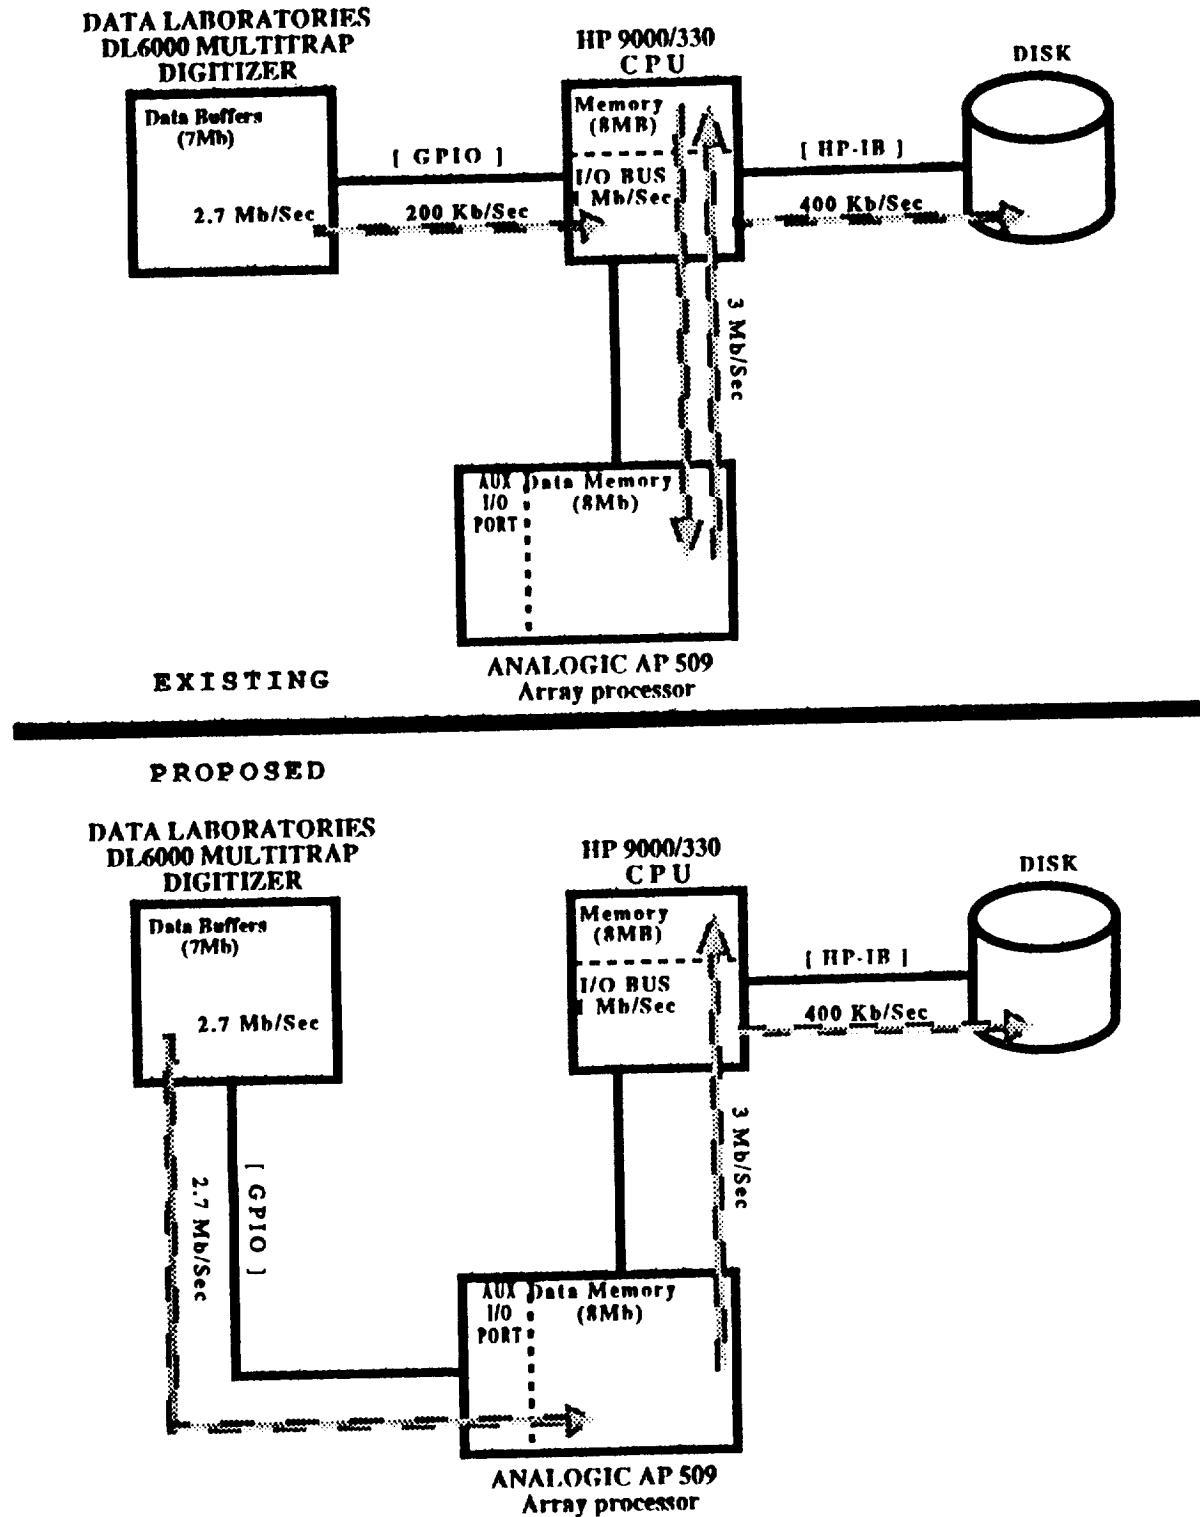 DATA LABORATORIES
DL6000 MULTITRAP
DIGITIZER
Data Buffers
(7Mb)
2.7 Mb/Sec
[ GPIO ]
200 Kb/Sec
HP 9000/330
CPU
Memory
(8MB)
I/O BUS
1 Mb/Sec
[ HP-IB ]
400 Kb/Sec
DISK
3 Mb/Sec
AUX
I/O
PORT
Data Memory
(8Mb)
ANALOGIC AP 509
Array processor
EXISTING
PROPOSED
DATA LABORATORIES
DL6000 MULTITRAP
DIGITIZER
Data Buffers
(7Mb)
2.7 Mb/Sec
2.7 Mb/Sec
[ GPIO ]
HP 9000/330
CPU
Memory
(8MB)
I/O BUS
1 Mb/Sec
[ HP-IB ]
400 Kb/Sec
DISK
3 Mb/Sec
AUX
I/O
PORT
Data Memory
(8Mb)
ANALOGIC AP 509
Array processor